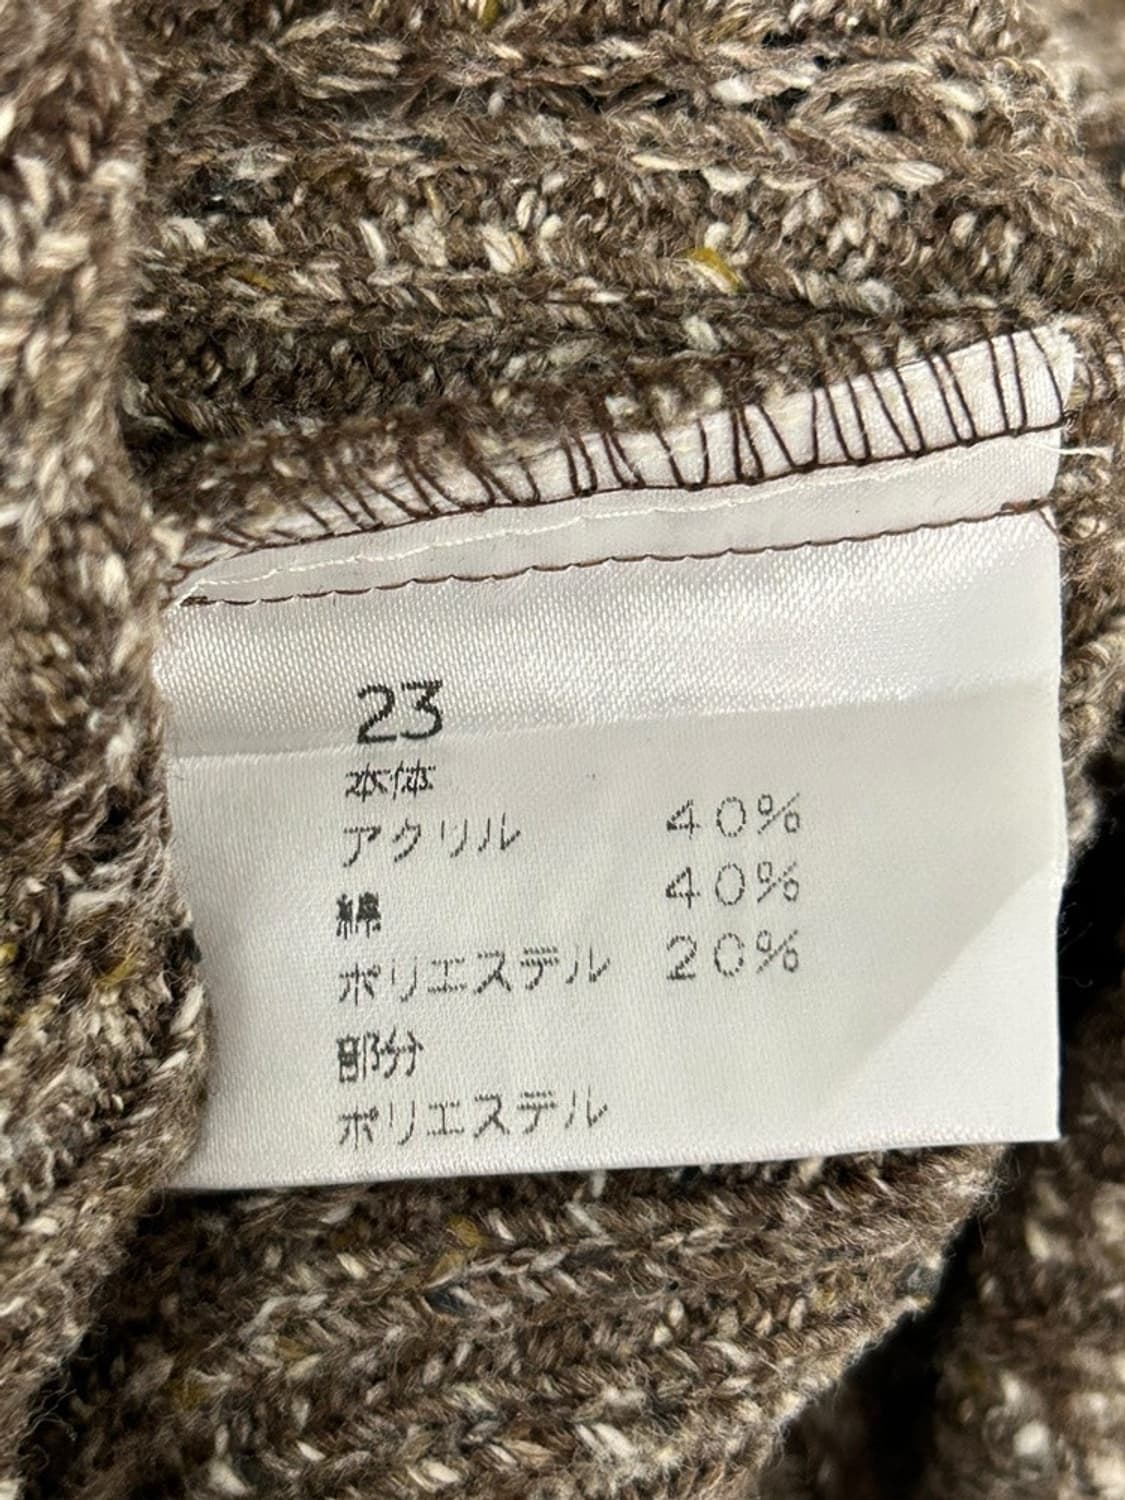 23
本体
アクリル 40%
綿 40%
ポリエステル 20%
部分
ポリエステル